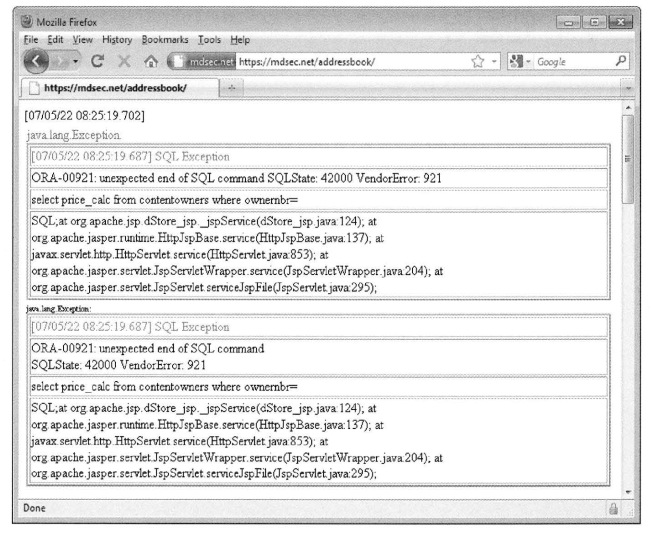 Mozilla Firefox
File Edit View History Bookmarks Tools Help
mdsec.net https://mdsec.net/addressbook/
Google
https://mdsec.net/addressbook/
[07/05/22 08:25:19.702]
java.lang.Exception.
[07/05/22 08:25:19.687] SQL Exception
ORA-00921: unexpected end of SQL command SQLState: 42000 VendorError: 921
select price_calc from contentowners where ownernbr=
SQL;at org.apache.jsp.dStore_jsp._jspService(dStore_jsp.java:124); at
org.apache.jasper.runtime.HttpJspBase.service(HttpJspBase.java:137); at
javax.servlet.http.HttpServlet.service(HttpServlet.java:853); at
org.apache.jasper.servlet.JspServletWrapper.service(JspServletWrapper.java:204); at
org.apache.jasper.servlet.JspServlet.serviceJspFile(JspServlet.java:295);
java.lang.Exception:
[07/05/22 08:25:19.687] SQL Exception
ORA-00921: unexpected end of SQL command
SQLState: 42000 VendorError: 921
select price_calc from contentowners where ownernbr=
SQL;at org.apache.jsp.dStore_jsp._jspService(dStore_jsp.java:124); at
org.apache.jasper.runtime.HttpJspBase.service(HttpJspBase.java:137); at
javax.servlet.http.HttpServlet.service(HttpServlet.java:853); at
org.apache.jasper.servlet.JspServletWrapper.service(JspServletWrapper.java:204); at
org.apache.jasper.servlet.JspServlet.serviceJspFile(JspServlet.java:295);
Done